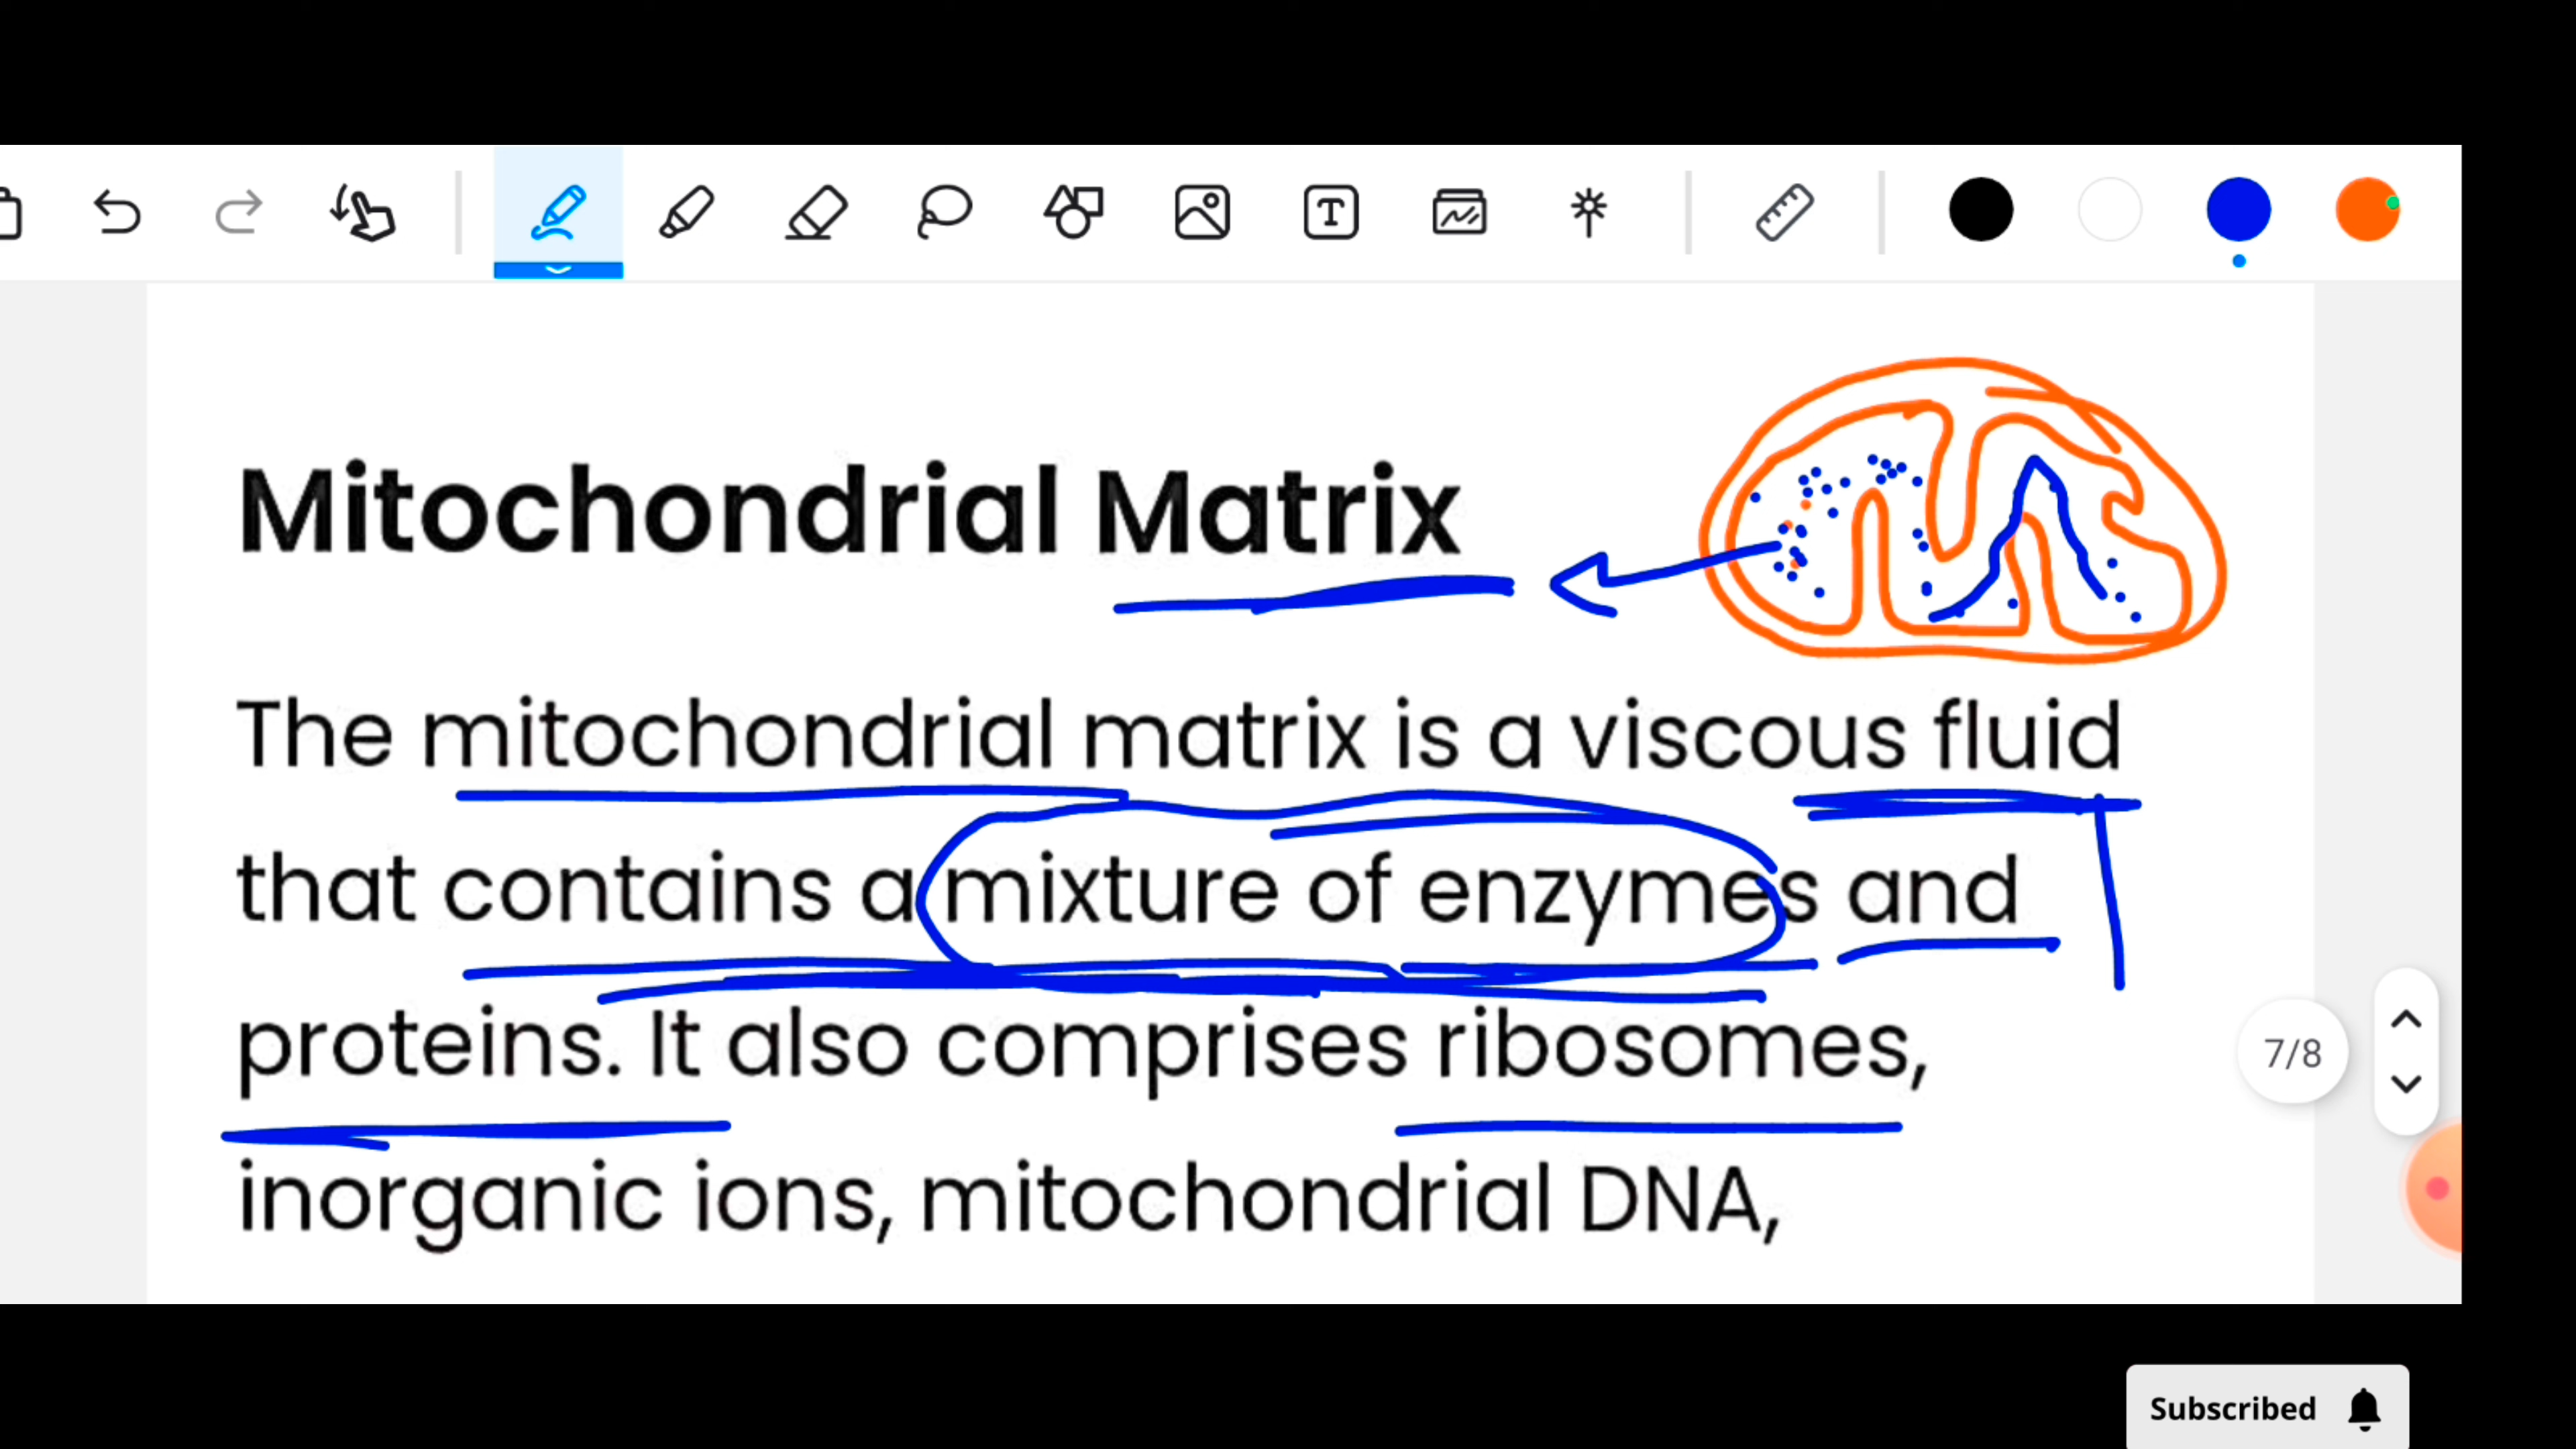 T
Mitochondrial Matrix
The mitochondrial matrix is a viscous fluid
that contains a mixture of enzymes and
proteins. It also comprises ribosomes,
inorganic ions, mitochondrial DNA,
7/8
Subscribed